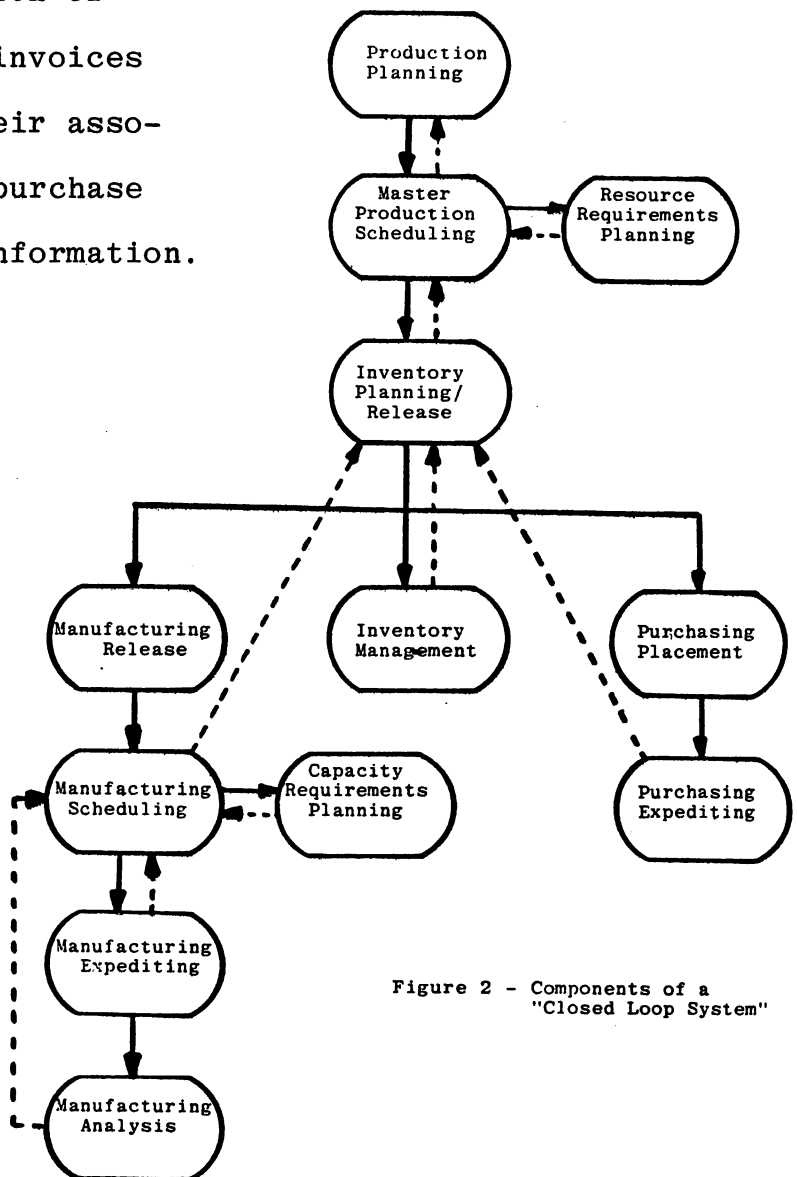 invoices
eir asso-
purchase
nformation.
Production
Planning
Master
Production
Scheduling
Resource
Requirements
Planning
Inventory
Planning/
Release
Manufacturing
Release
Inventory
Management
Purchasing
Placement
Manufacturing
Scheduling
Capacity
Requirements
Planning
Purchasing
Expediting
Manufacturing
Expediting
Figure 2 - Components of a
"Closed Loop System"
Manufacturing
Analysis